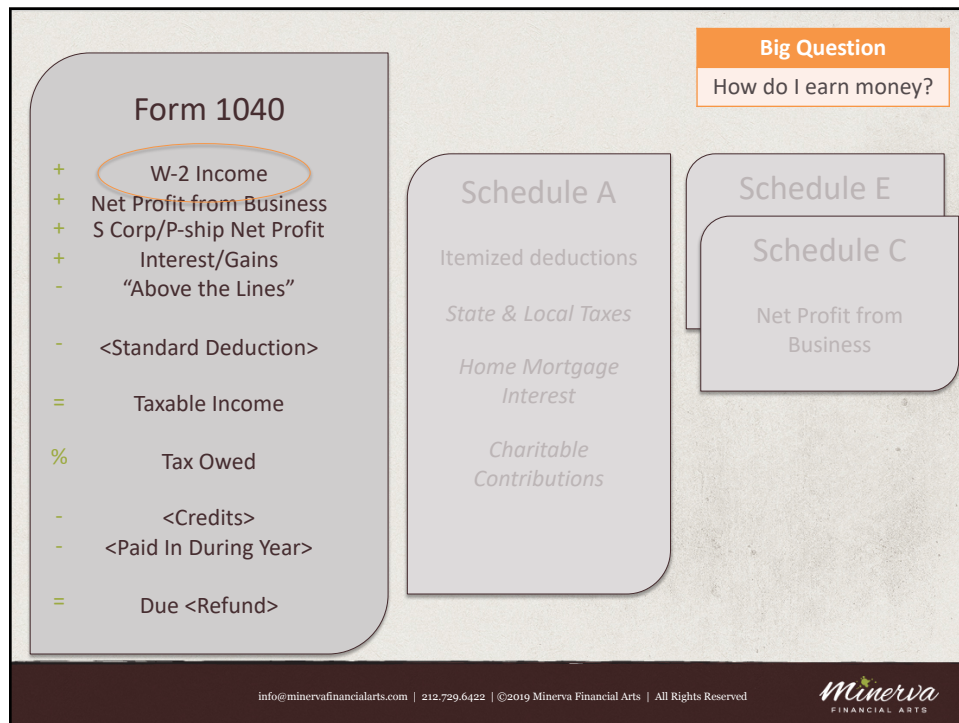 Big Question
How do I earn money?
Form 1040
+ W-2 Income
+ Net Profit from Business
+ S Corp/P-ship Net Profit
+ Interest/Gains
- “Above the Lines”
- <Standard Deduction>
= Taxable Income
% Tax Owed
- <Credits>
- <Paid In During Year>
= Due <Refund>
Schedule A
Itemized deductions
State & Local Taxes
Home Mortgage
Interest
Charitable
Contributions
Schedule E
Schedule C
Net Profit from
Business
info@minervafinancialarts.com | 212.729.6422 | ©2019 Minerva Financial Arts | All Rights Reserved
Minerva
FINANCIAL ARTS